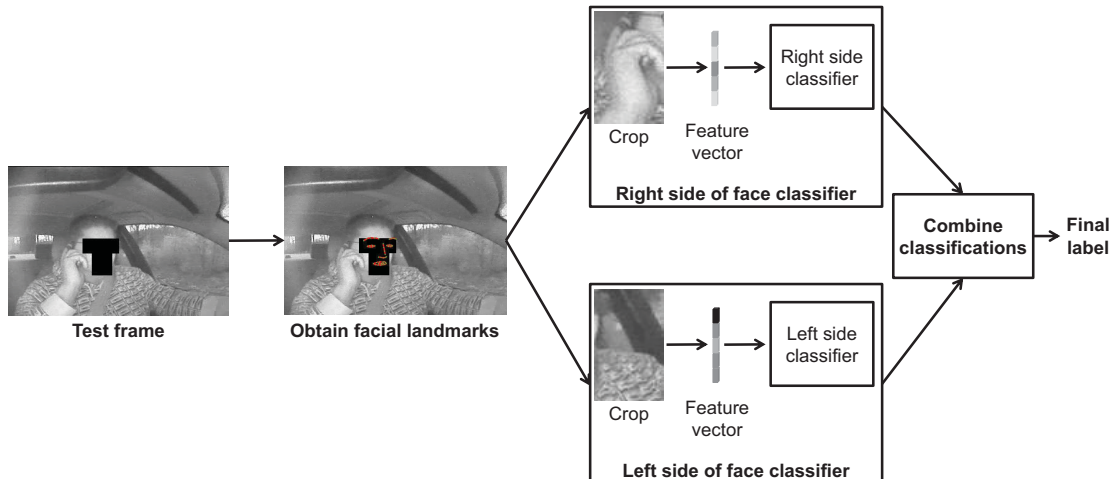 Test frame
Obtain facial landmarks
Crop
Feature
vector
Right side
classifier
Right side of face classifier
Crop
Feature
vector
Left side
classifier
Left side of face classifier
Combine
classifications
Final
label